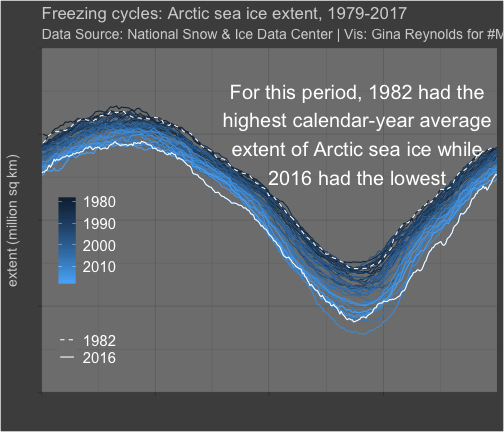 Freezing cycles: Arctic sea ice extent, 1979-2017
Data Source: National Snow & Ice Data Center | Vis: Gina Reynolds for #M
For this period, 1982 had the
highest calendar-year average
extent of Arctic sea ice while
2016 had the lowest
extent (million sq km)
1980
1990
2000
2010
1982
2016